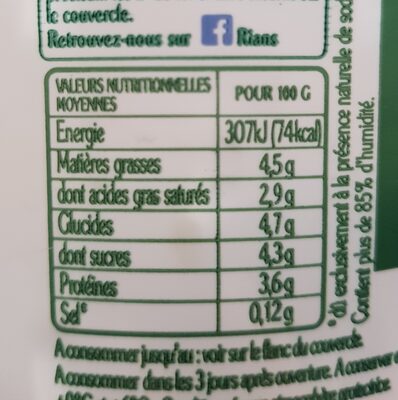 le couvercle.
Retrouvez-nous sur f Rians
VALEURS NUTRITIONNELLES
MOYENNES
POUR 100 G
Energie 307kJ (74kcal)
Matières grasses 4,5g
dont acides gras saturés 2,9g
Glucides 4,7g
dont sucres 4,3g
Protéines 3,6g
Sel* 0,12g
*dû exclusivement à la présence naturelle de sod
Contient plus de 85% d'humidité.
A consommer jusqu'au : voir sur le flanc du couvercle
A consommer dans les 3 jours après ouverture. A conserver e